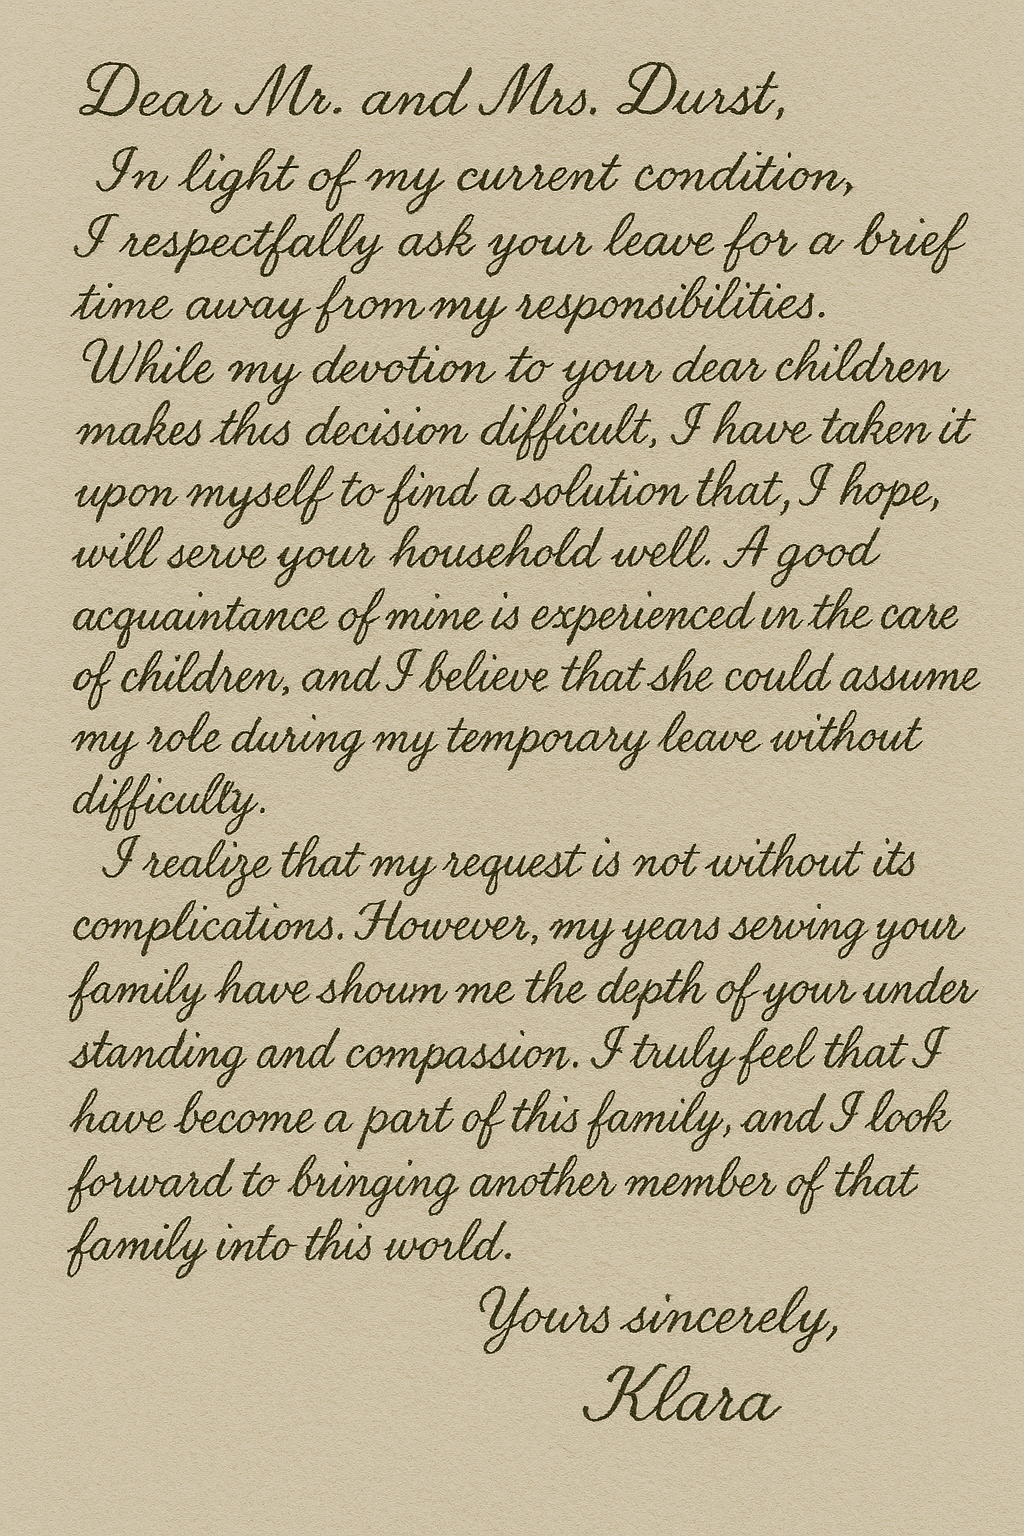 Dear Mr. and Mrs. Durst,
In light of my current condition,
I respectfally ask your leave for a brief
time away from my responsibilities.
While my devotion to your dear children
makes this decision difficult, I have taken it
upon myself to find a solution that, I hope,
will serve your household well. A good
acquaintance of mine is experienced in the care
of children, and I believe that she could assume
my role during my temporary leave without
difficulty.
I realize that my request is not without its
complications. However, my years serving your
family have shoum me the depth of your under
standing and compassion. I truly feel that I
have become a part of this family, and I look
forward to bringing another member of that
family into this world.
Yours sincerely,
Klara